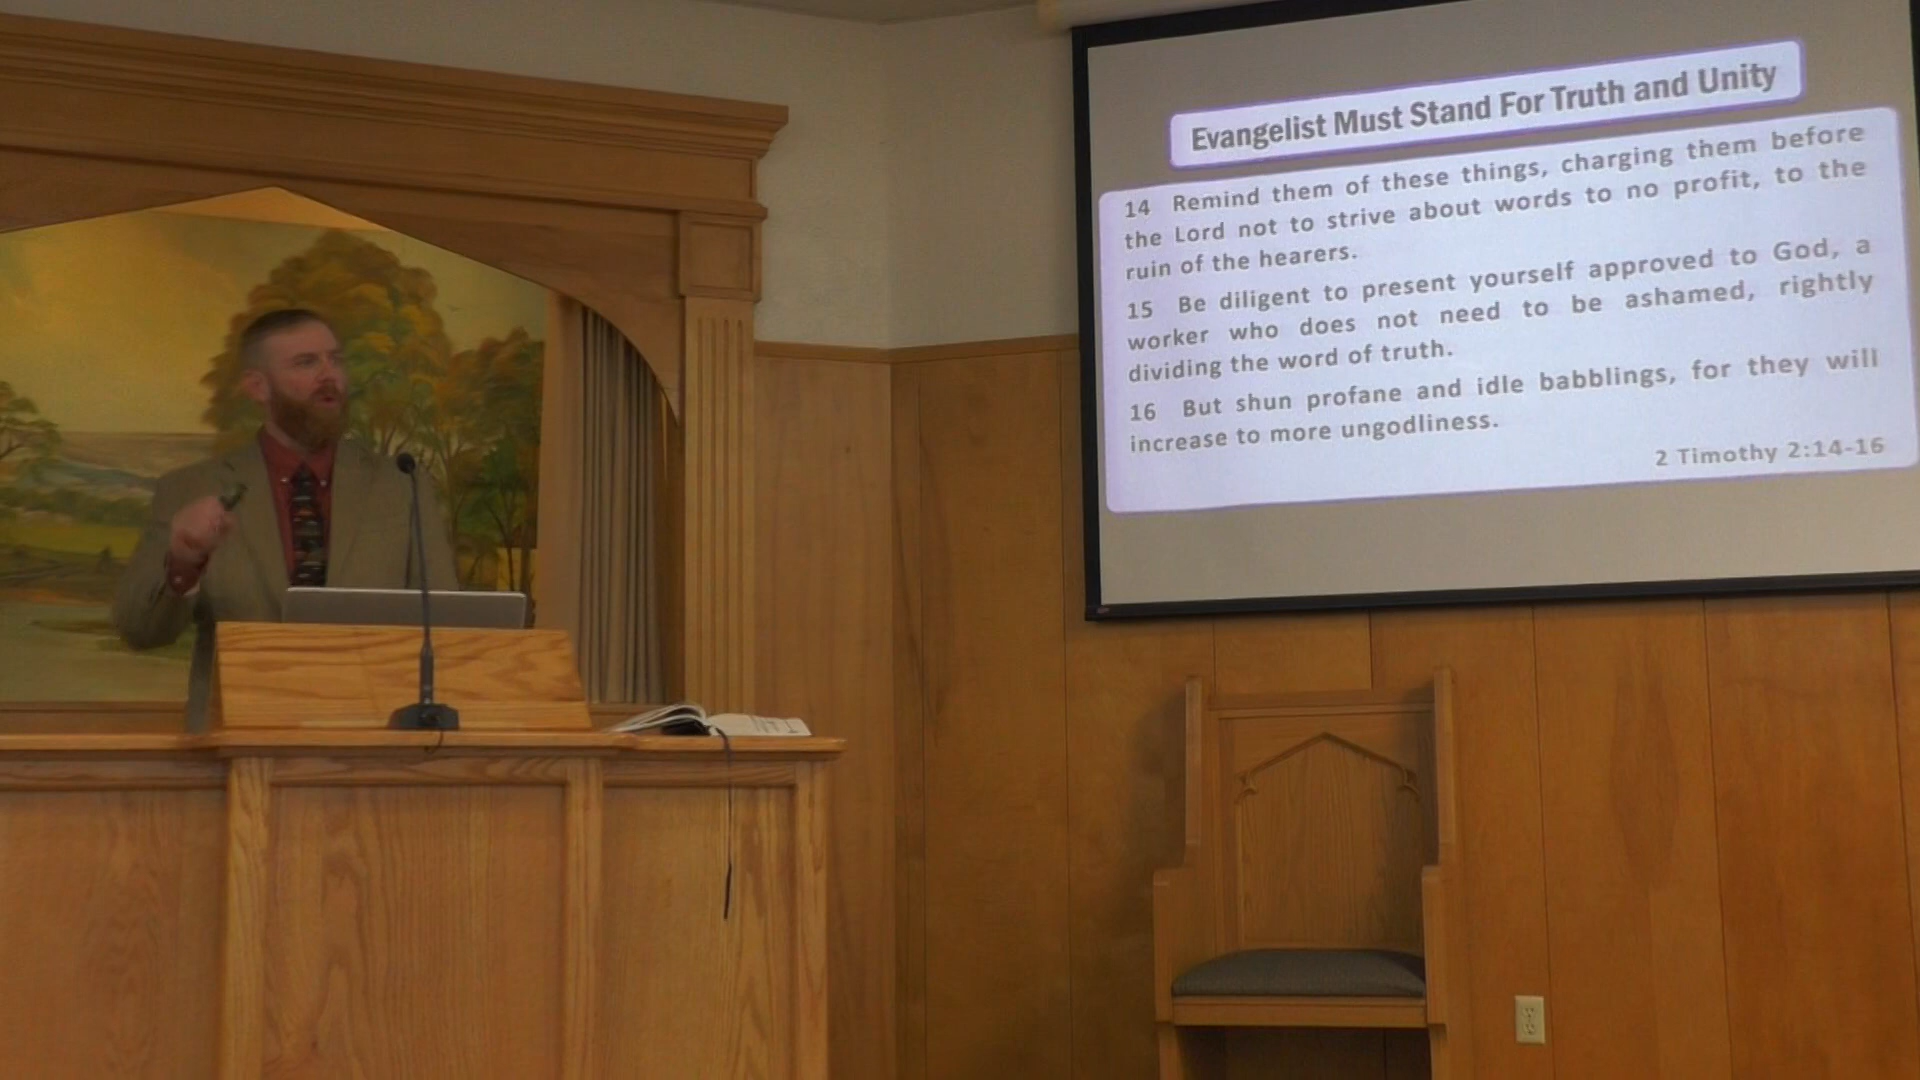 Evangelist Must Stand For Truth and Unity
14 Remind them of these things, charging them before
the Lord not to strive about words to no profit, to the
ruin of the hearers.
15 Be diligent to present yourself approved to God, a
worker who does not need to be ashamed, rightly
dividing the word of truth.
16 But shun profane and idle babblings, for they will
increase to more ungodliness.
2 Timothy 2:14-16